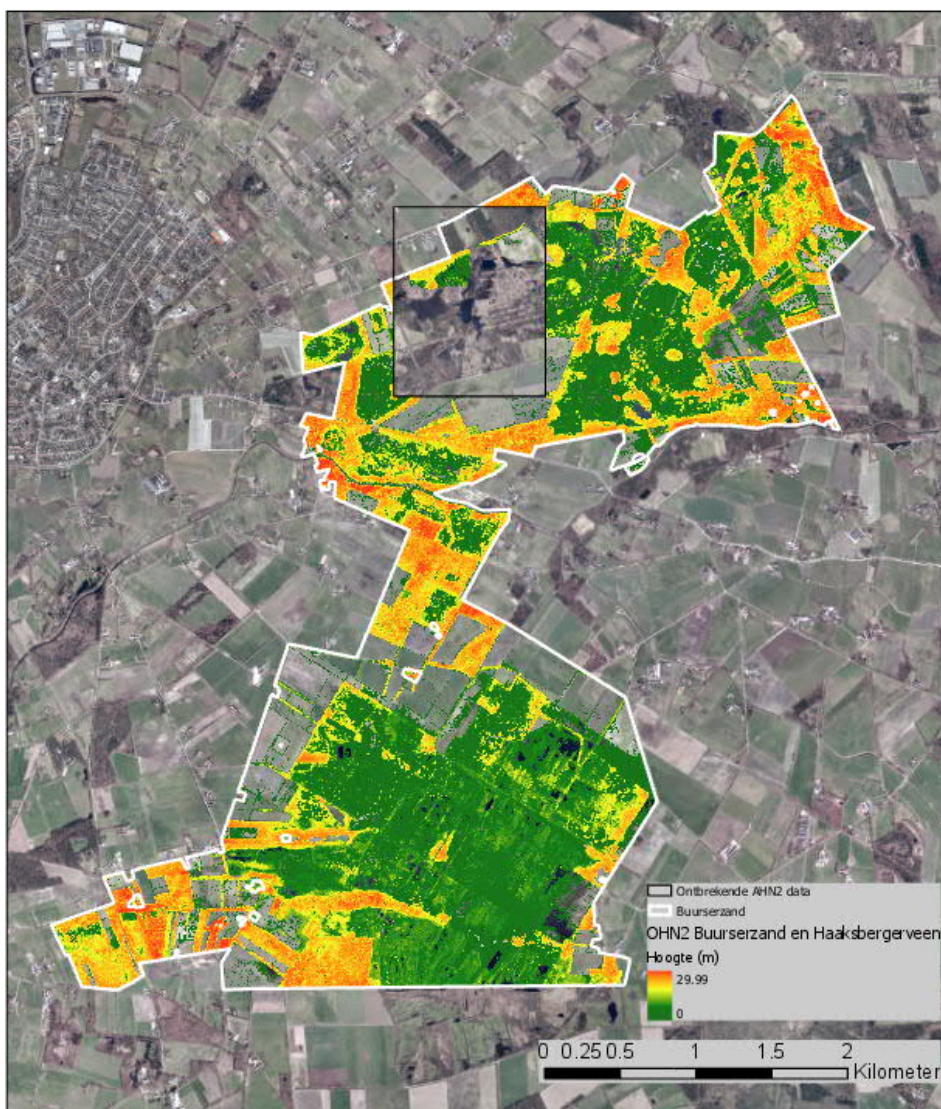 Ontbrekende AHN2 data
Buurserzand
OHN2 Buurserzand en Haaksbergerveen
Hoogte (m)
29.99
0
0 0.25 0.5 1 1.5 2
Kilometer